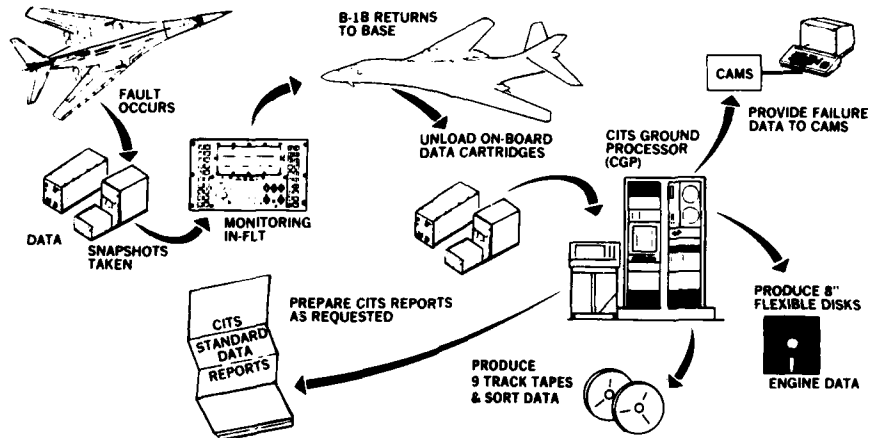 FAULT
OCCURS
DATA
SNAPSHOTS
TAKEN
MONITORING
IN-FLT
B-1B RETURNS
TO BASE
UNLOAD ON-BOARD
DATA CARTRIDGES
CITS GROUND
PROCESSOR
(CGP)
CAMS
PROVIDE FAILURE
DATA TO CAMS
PRODUCE 8"
FLEXIBLE DISKS
ENGINE DATA
PRODUCE
9 TRACK TAPES
& SORT DATA
PREPARE CITS REPORTS
AS REQUESTED
CITS
STANDARD
DATA
REPORTS